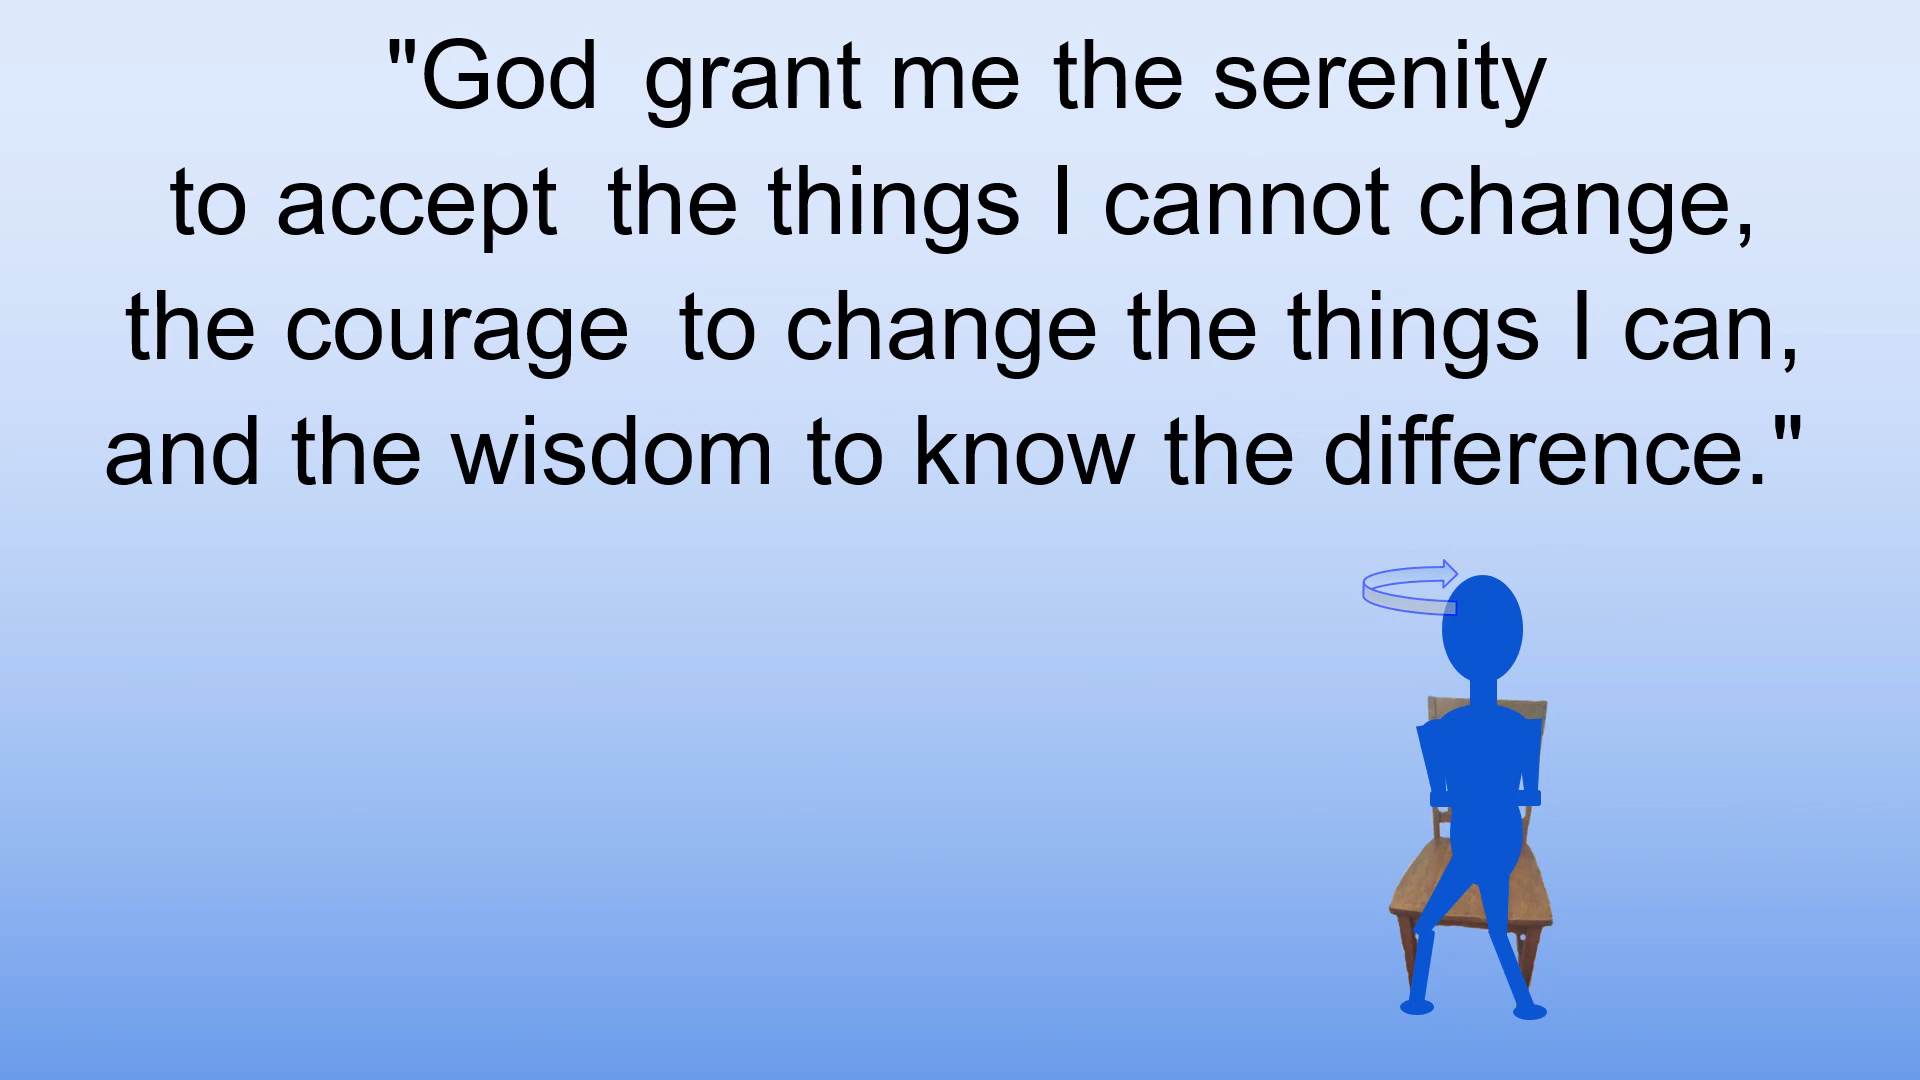 "God grant me the serenity
to accept the things I cannot change,
the courage to change the things I can,
and the wisdom to know the difference."